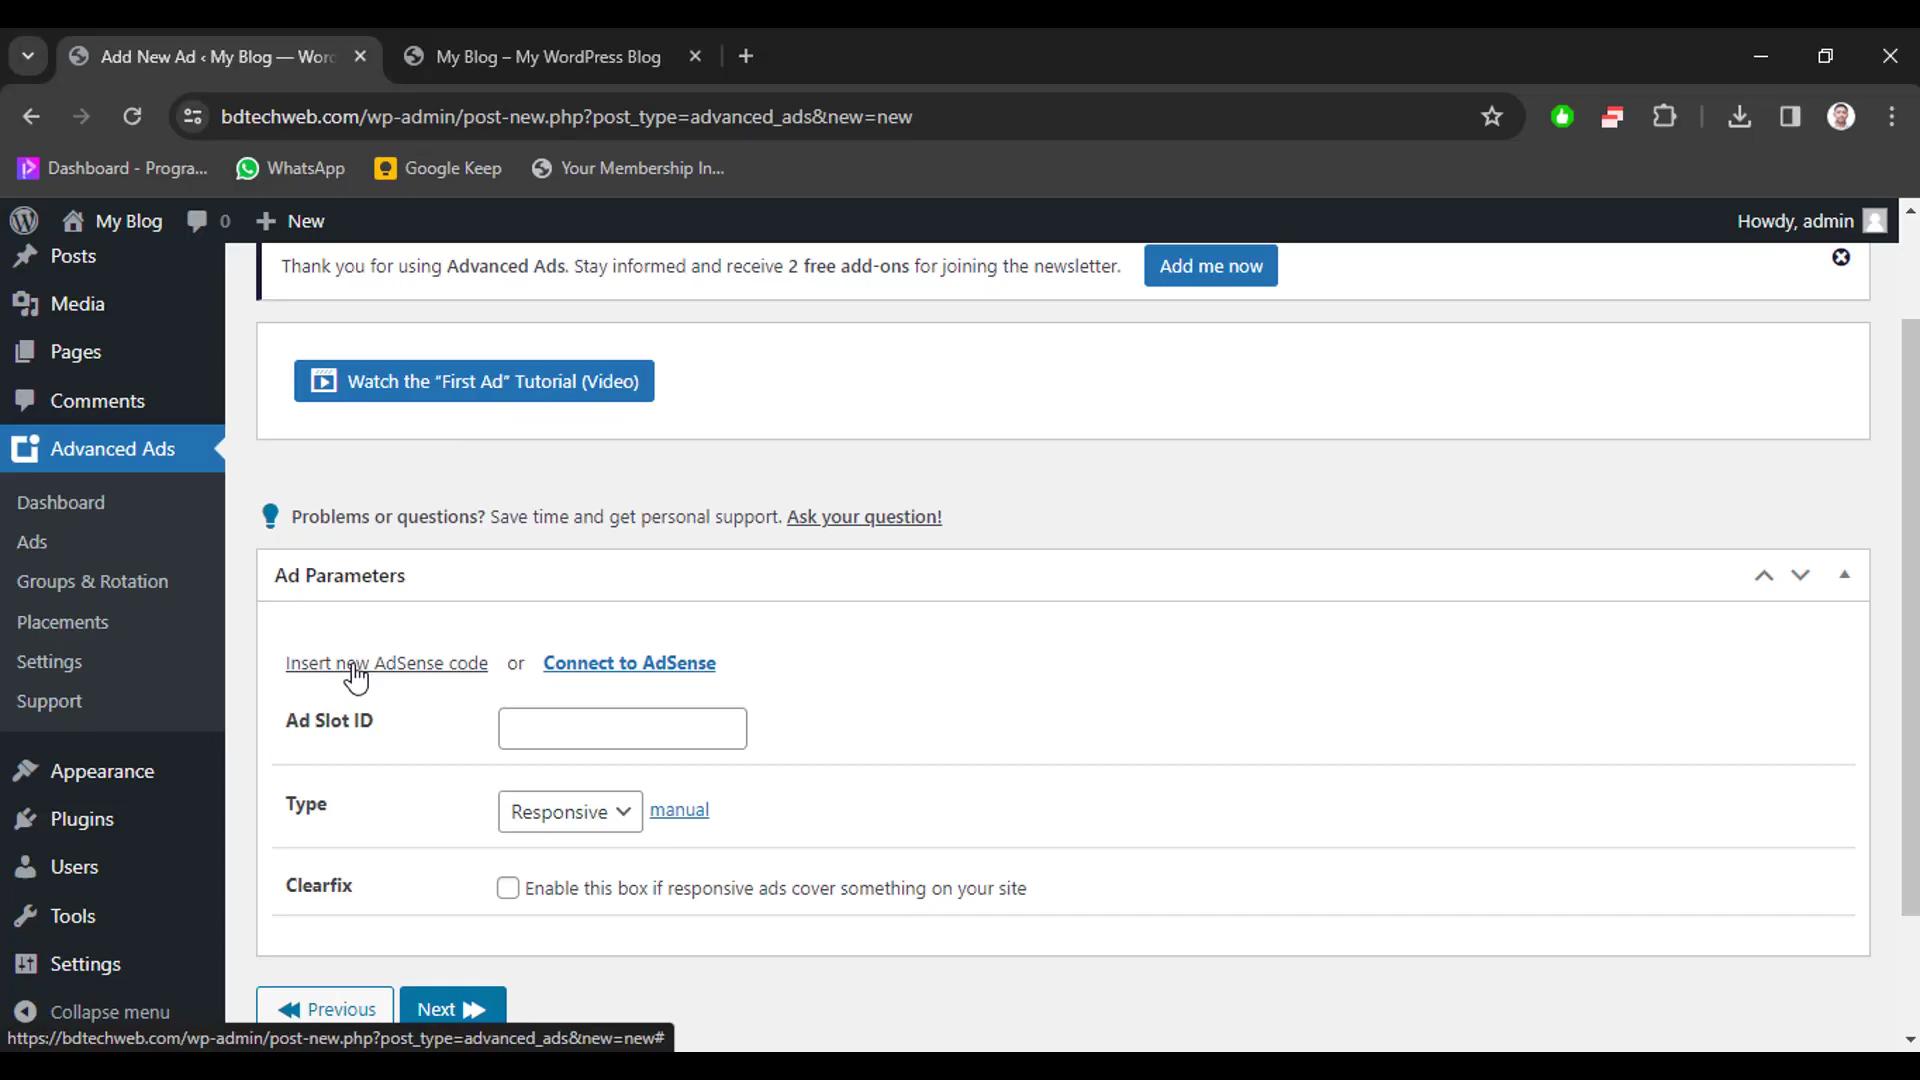 Add New Ad ‹ My Blog — Wor
My Blog – My WordPress Blog
bdtechweb.com/wp-admin/post-new.php?post_type=advanced_ads&new=new
Dashboard - Progra...
WhatsApp
Google Keep
Your Membership In...
My Blog
0
New
Howdy, admin
Posts
Media
Pages
Comments
Advanced Ads
Dashboard
Ads
Groups & Rotation
Placements
Settings
Support
Appearance
Plugins
Users
Tools
Settings
Collapse menu
Thank you for using Advanced Ads. Stay informed and receive 2 free add-ons for joining the newsletter.
Add me now
Watch the “First Ad” Tutorial (Video)
Problems or questions? Save time and get personal support. Ask your question!
Ad Parameters
Insert new AdSense code or Connect to AdSense
Ad Slot ID
Type
Responsive
manual
Clearfix
Enable this box if responsive ads cover something on your site
Previous
Next
https://bdtechweb.com/wp-admin/post-new.php?post_type=advanced_ads&new=new#